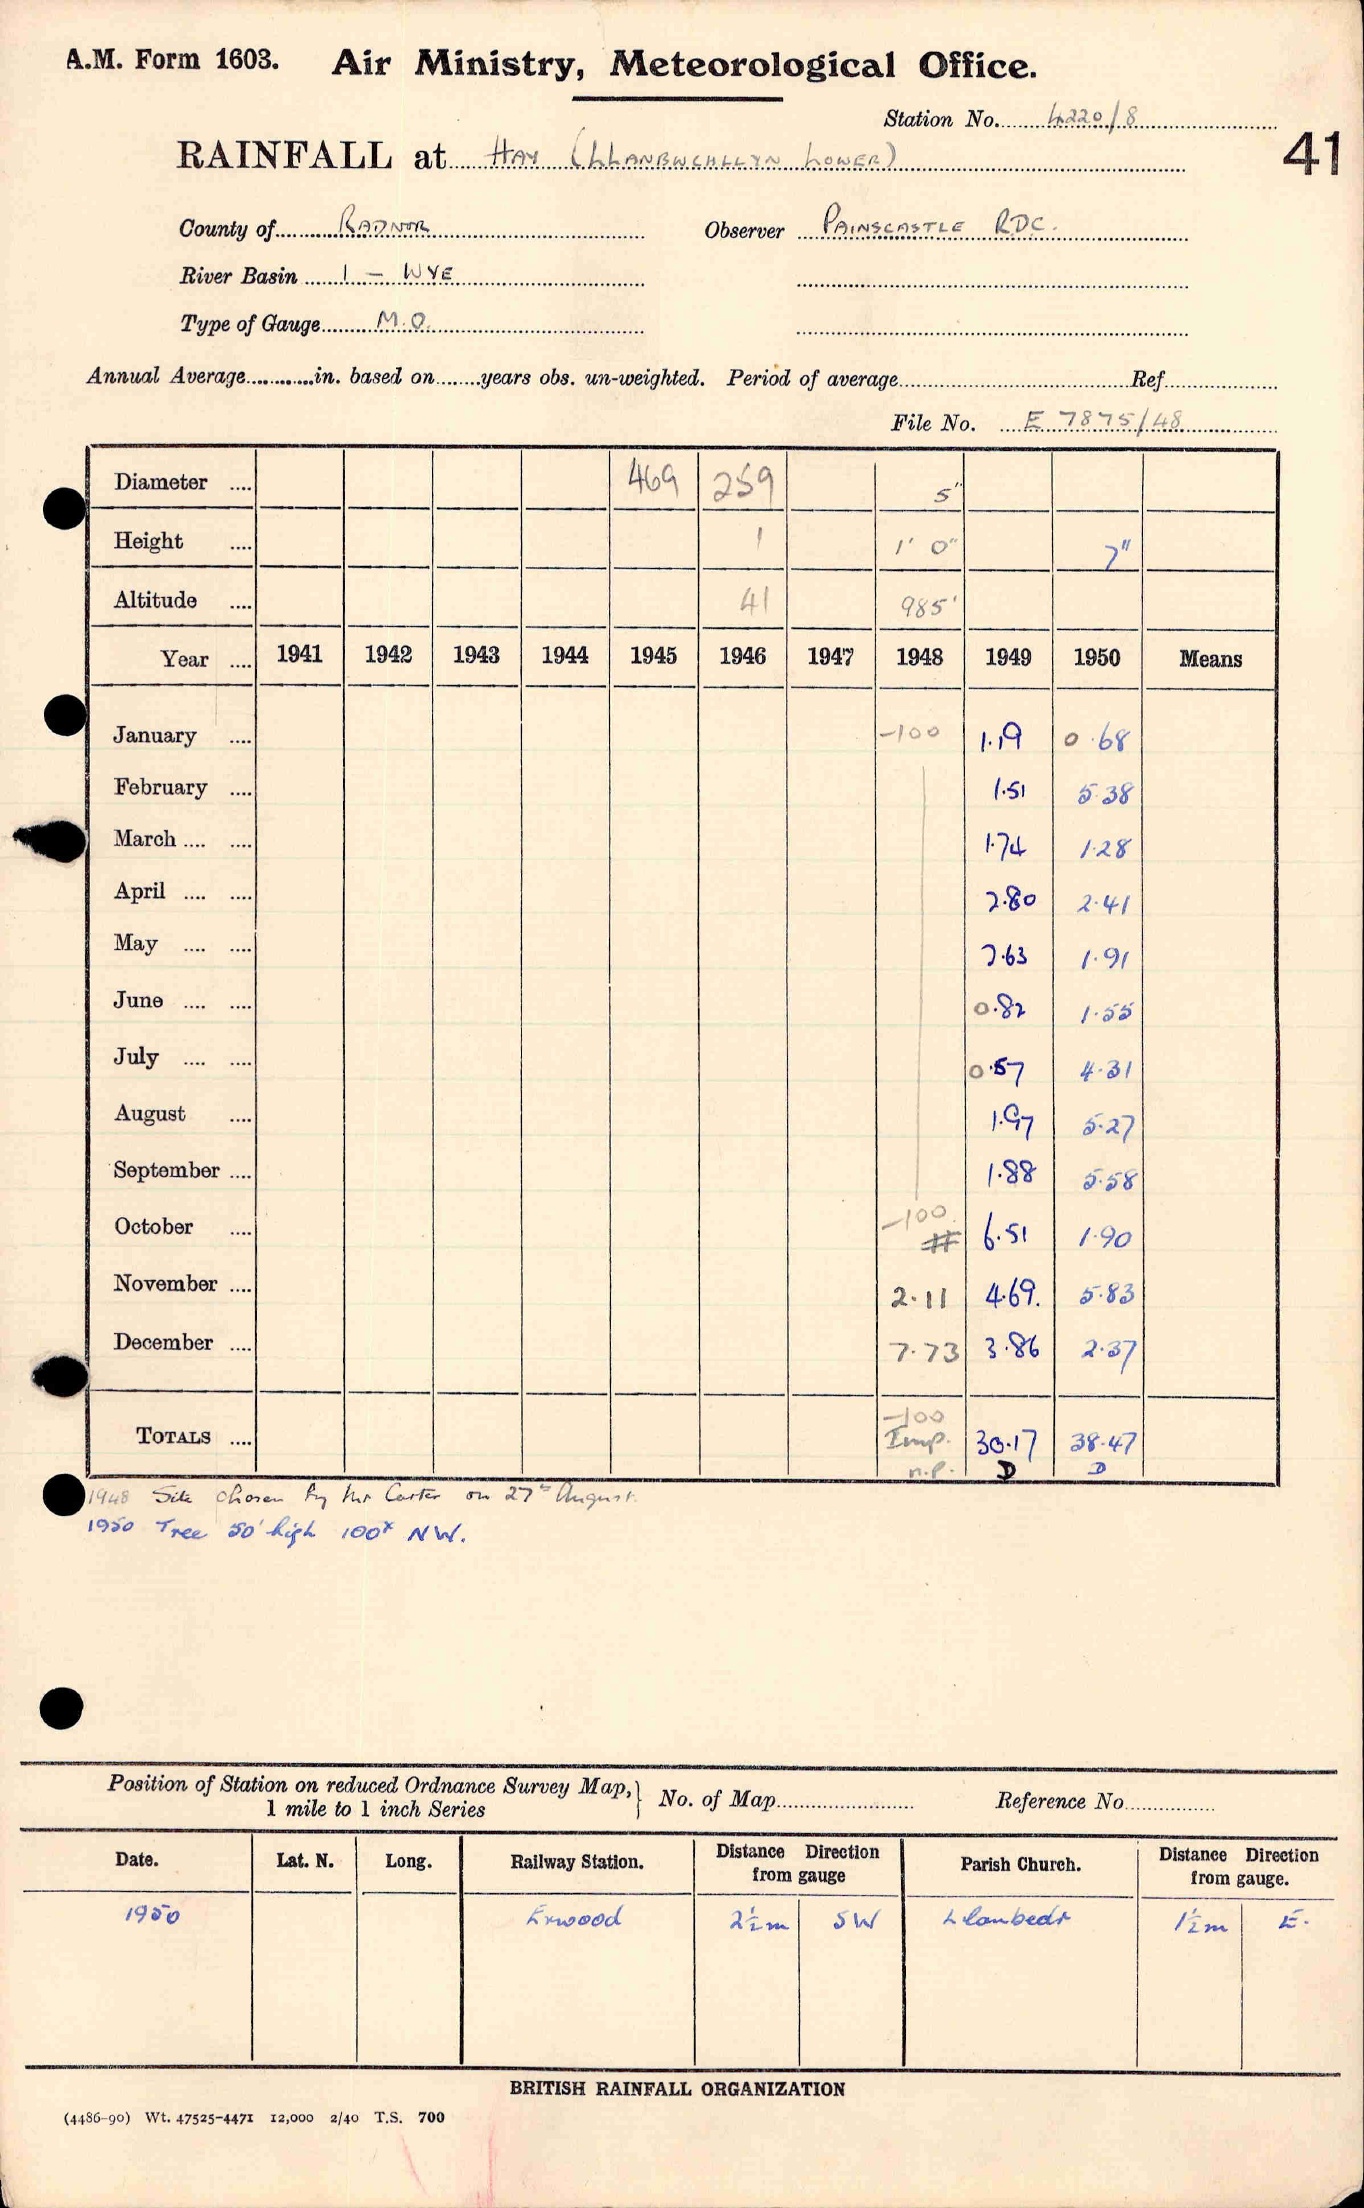 A.M. Form 1603. Air Ministry, Meteorological Office.
Station No. 4220/8
41
RAINFALL at HAY (LLANBWCHLLYN LOWER)
County of RADNOR Observer PAINSCASTLE RDC.
River Basin 1 - WYE
Type of Gauge M.O.
Annual Average............in. based on........years obs. un-weighted. Period of average Ref.
File No. E 7875/48
Diameter .... 469 259 5"
Height .... 1 1' 0" 7"
Altitude .... 41 985'
Year .... 1941 1942 1943 1944 1945 1946 1947 1948 1949 1950 Means
January .... -100 1.19 0.68
February .... 1.51 5.38
March .... .... 1.74 1.28
April .... .... 2.80 2.41
May .... .... 2.63 1.91
June .... .... 0.82 1.55
July .... .... 0.57 4.31
August .... 1.97 5.27
September .... 1.88 5.58
October .... -100 # 6.51 1.90
November .... 2.11 4.69. 5.83
December .... 7.73 3.86 2.37
TOTALS .... -100 Imp. n.p. 30.17 D 38.47 D
1948 Site chosen by Mr Carter on 27th August.
1950 Tree 50' high 100x NW.
Position of Station on reduced Ordnance Survey Map,} No. of Map Reference No
1 mile to 1 inch Series
Date. Lat. N. Long. Railway Station. Distance Direction from gauge Parish Church. Distance Direction from gauge.
1950 Erwood 2½m SW Llanbedr 1½m E.
BRITISH RAINFALL ORGANIZATION
(4486-90) Wt. 47525-4471 12,000 2/40 T.S. 700